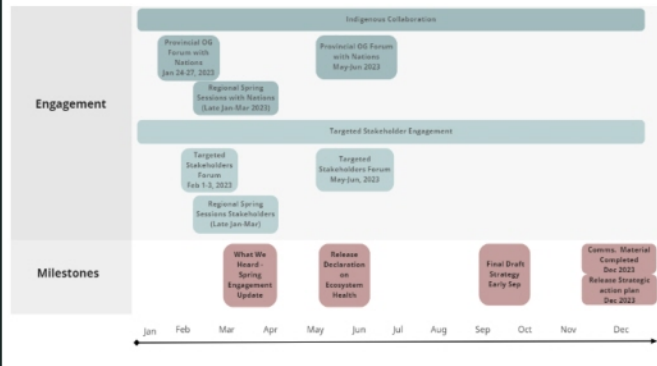 Indigenous Collaboration
Provincial OG
Forum with
Nations
Jan 24-27, 2023
Provincial OG Forum
with Nations
May-Jun 2023
Regional Spring
Sessions with Nations
(Late Jan-Mar 2023)
Engagement
Targeted Stakeholder Engagement
Targeted
Stakeholders
Forum
Feb 1-3, 2023
Targeted
Stakeholders Forum
May-Jun, 2023
Regional Spring
Sessions Stakeholders
(Late Jan-Mar)
Milestones
What We
Heard -
Spring
Engagement
Update
Release
Declaration
on
Ecosystem
Health
Final Draft
Strategy
Early Sep
Comms. Material
Completed
Dec 2023
Release Strategic
action plan
Dec 2023
Jan Feb Mar Apr May Jun Jul Aug Sep Oct Nov Dec